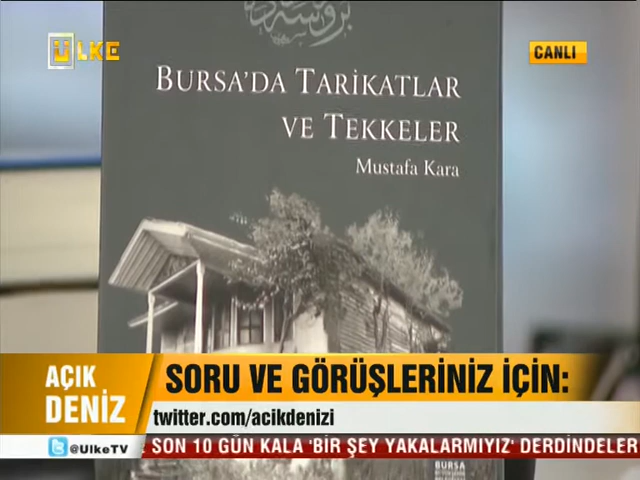 ÜLKE
CANLI
BURSA'DA TARİKATLAR
VE TEKKELER
Mustafa Kara
AÇIK
DENİZ
SORU VE GÖRÜŞLERİNİZ İÇİN:
twitter.com/acikdenizi
@UlkeTV
SON 10 GÜN KALA 'BİR ŞEY YAKALARMIYIZ' DERDİNDELER
BURSA